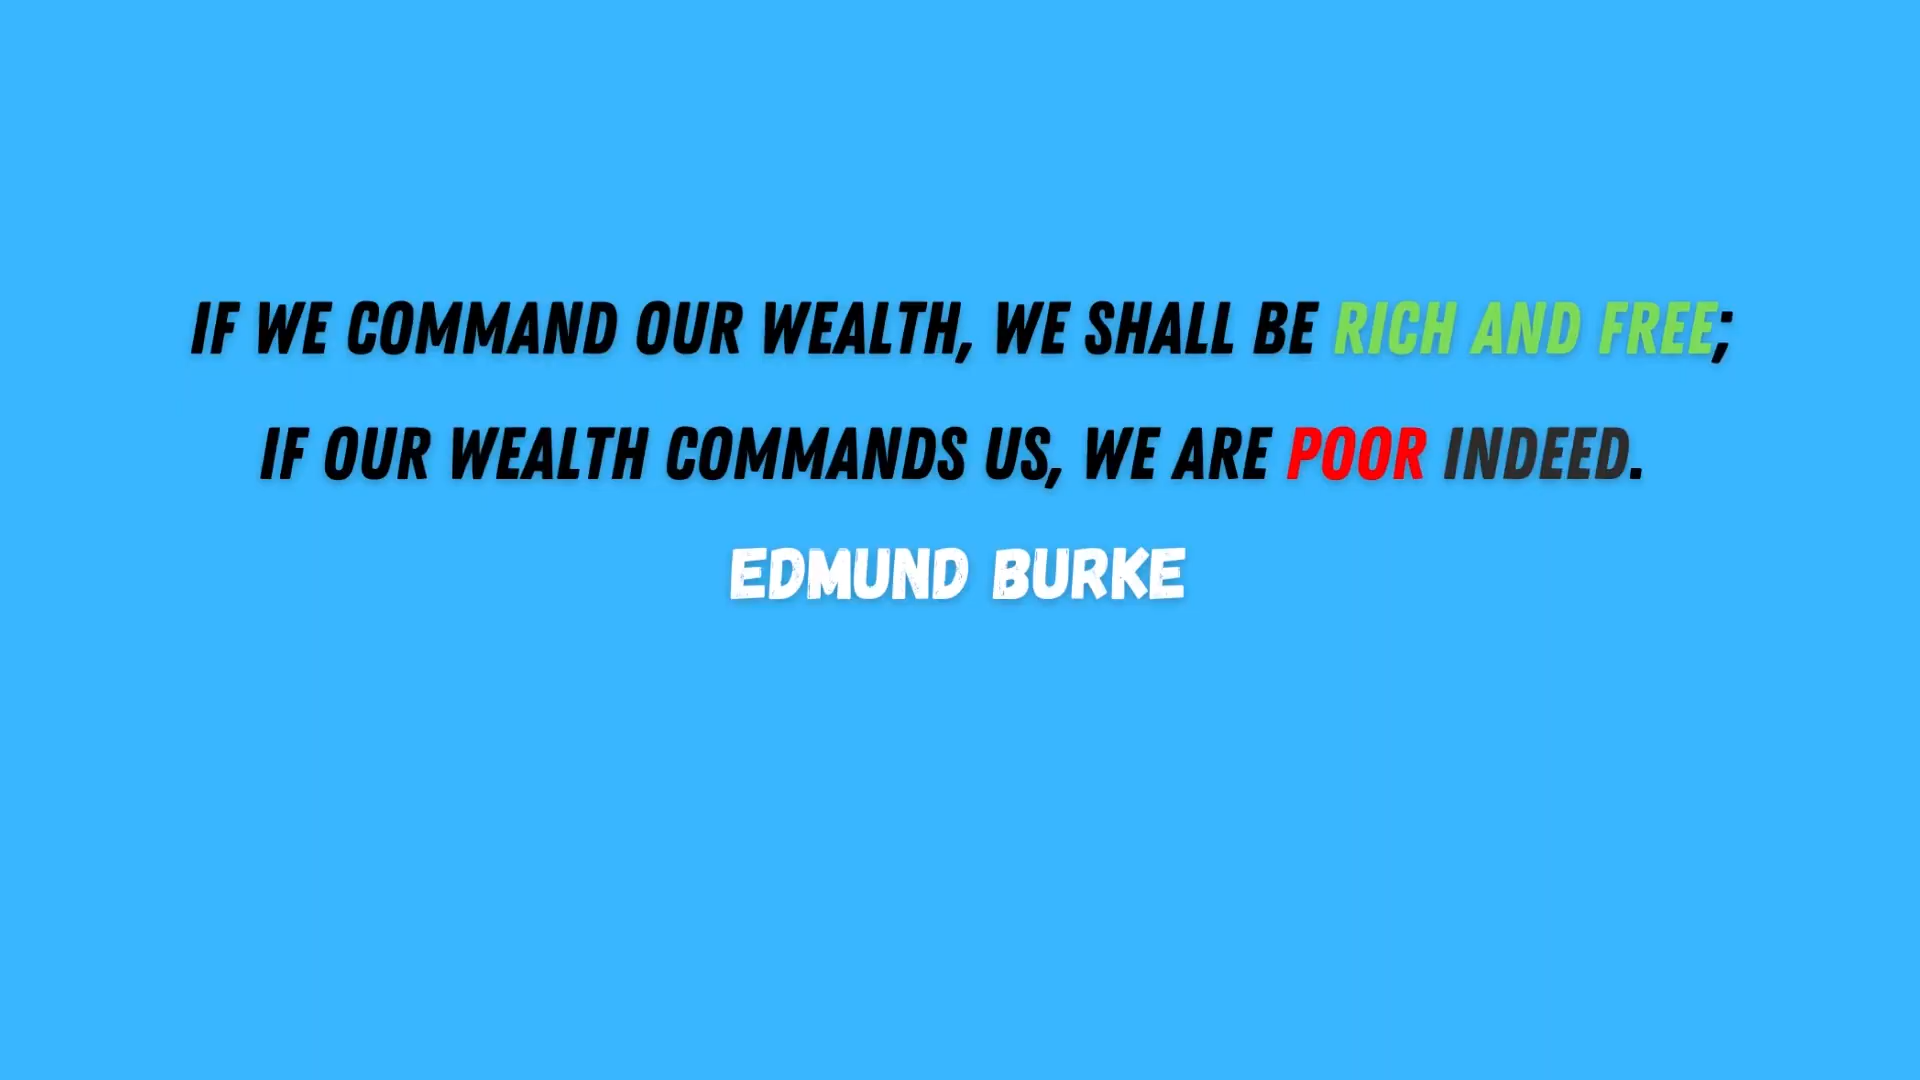 IF WE COMMAND OUR WEALTH, WE SHALL BE RICH AND FREE;
IF OUR WEALTH COMMANDS US, WE ARE POOR INDEED.
EDMUND BURKE